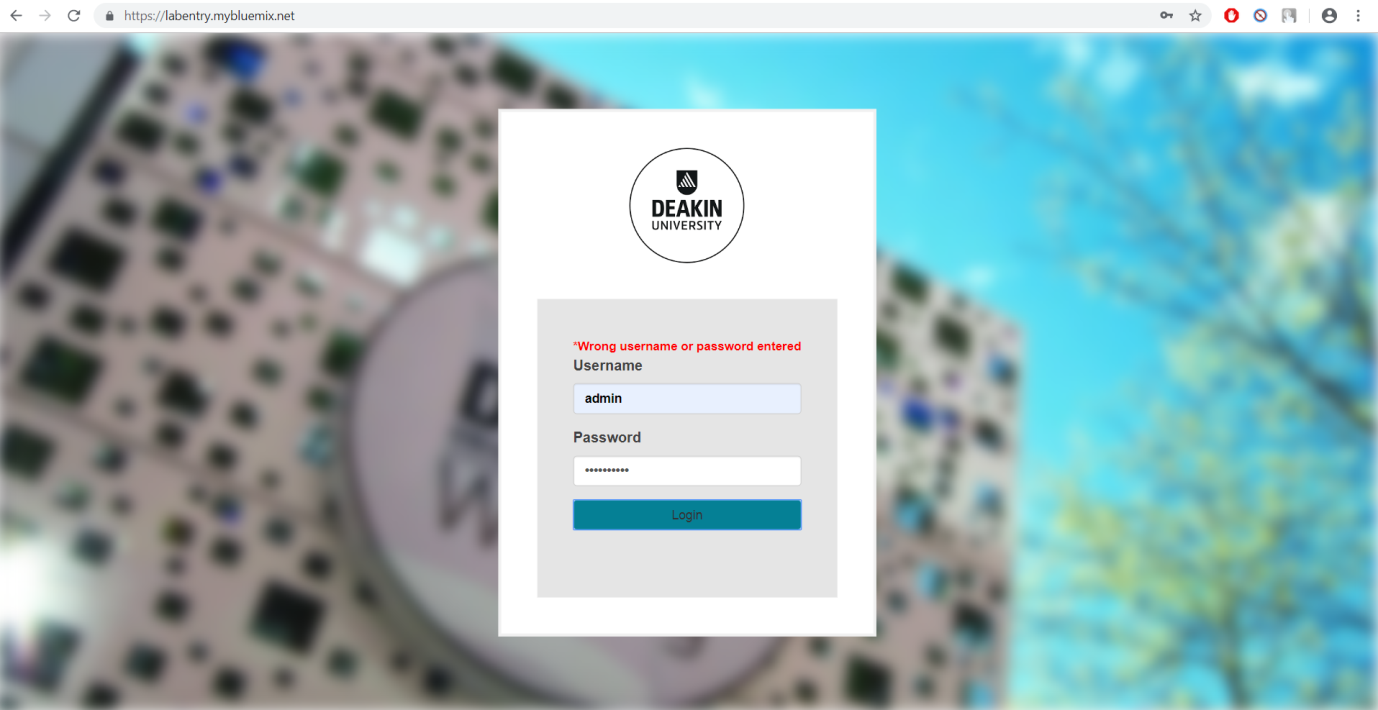 https://labentry.mybluemix.net
DEAKIN
UNIVERSITY
*Wrong username or password entered
Username
admin
Password
••••••••••
Login